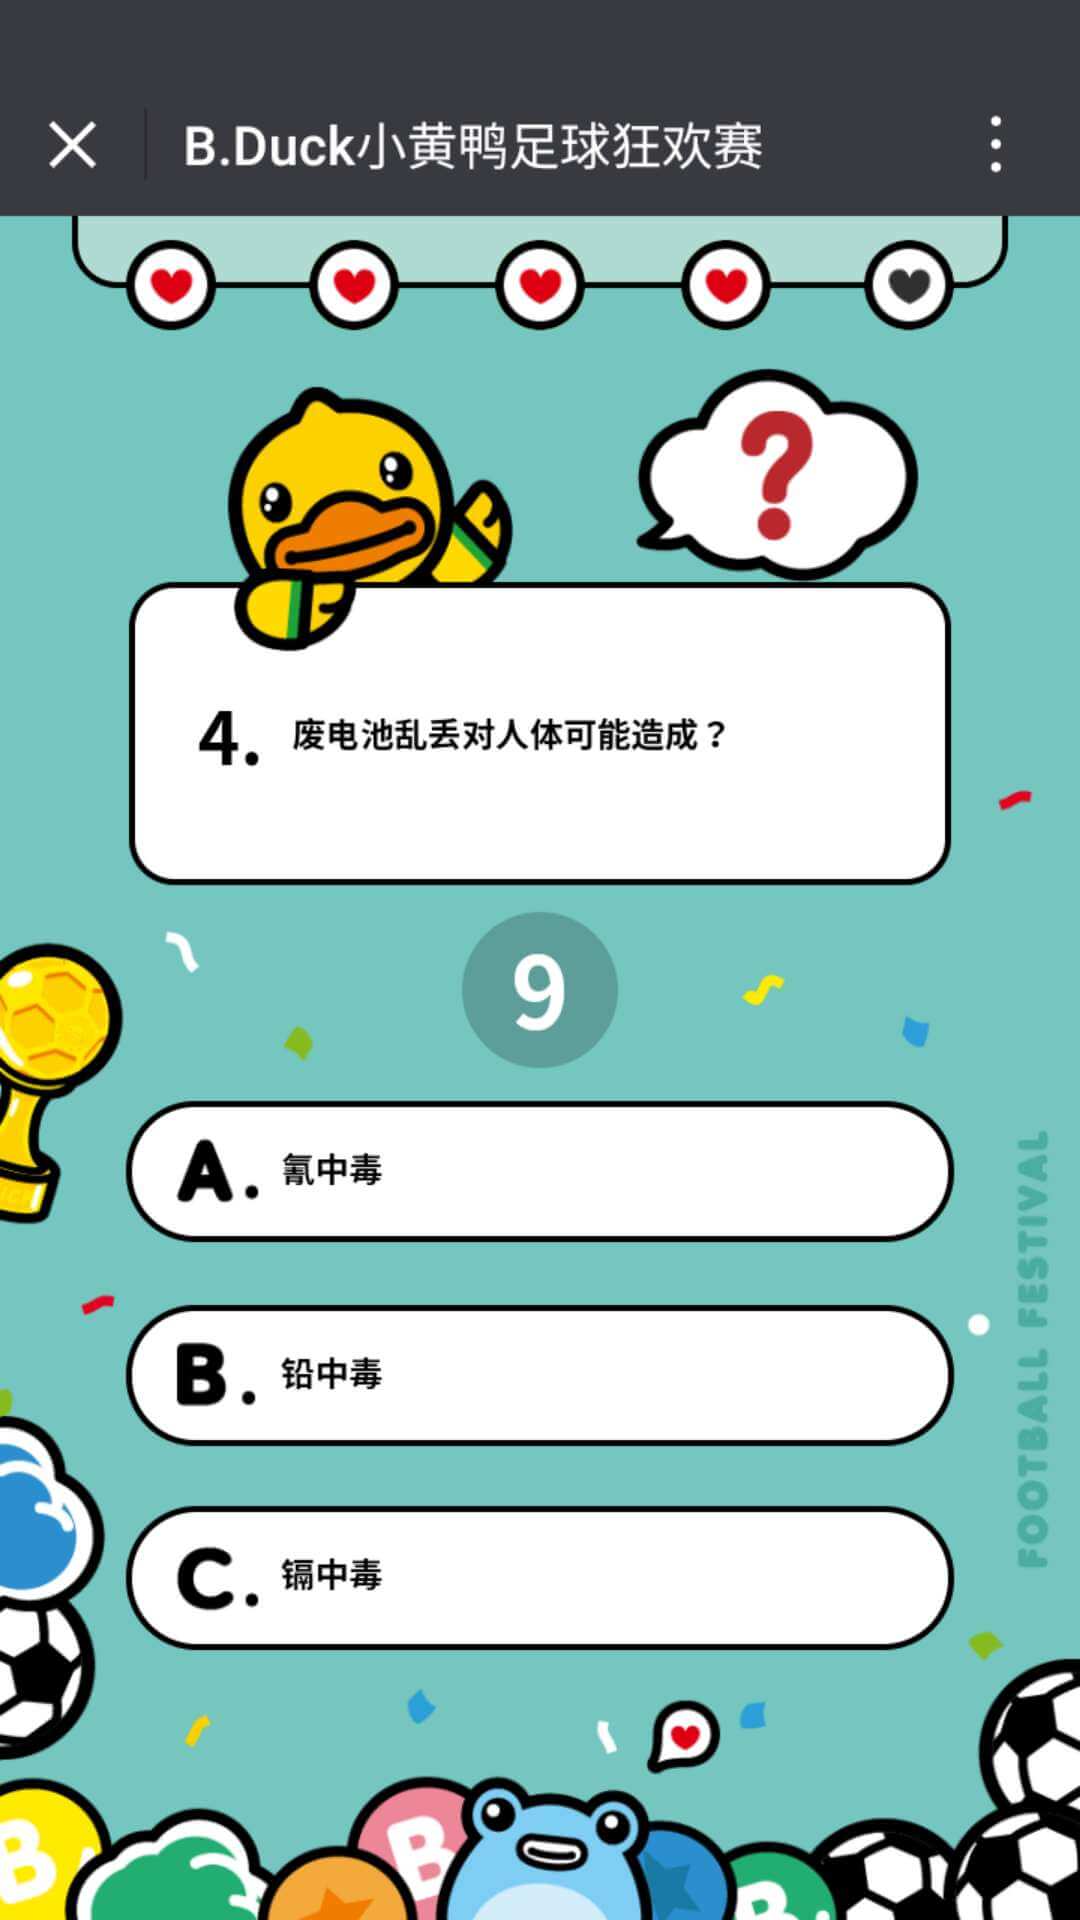 B.Duck小黄鸭足球狂欢赛
4. 废电池乱丢对人体可能造成？
9
A. 氰中毒
B. 铅中毒
C. 镉中毒
FOOTBALL FESTIVAL
B
B
B.